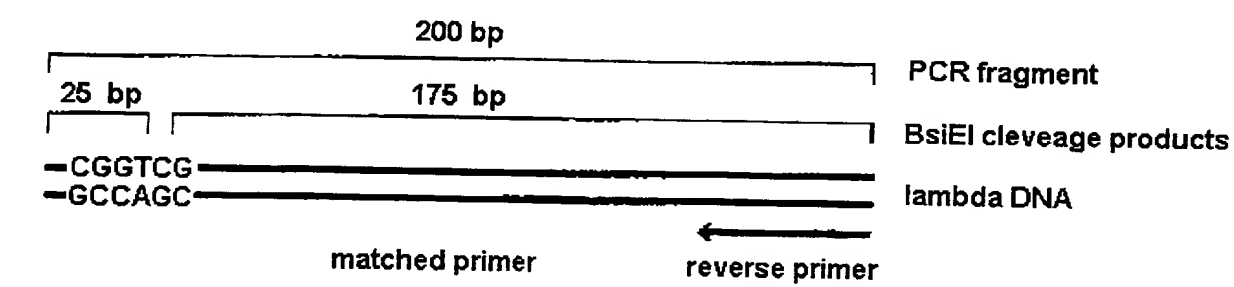 200 bp
PCR fragment
25 bp
175 bp
BsiEI cleveage products
CGGTCG
GCCAGC
lambda DNA
matched primer
reverse primer